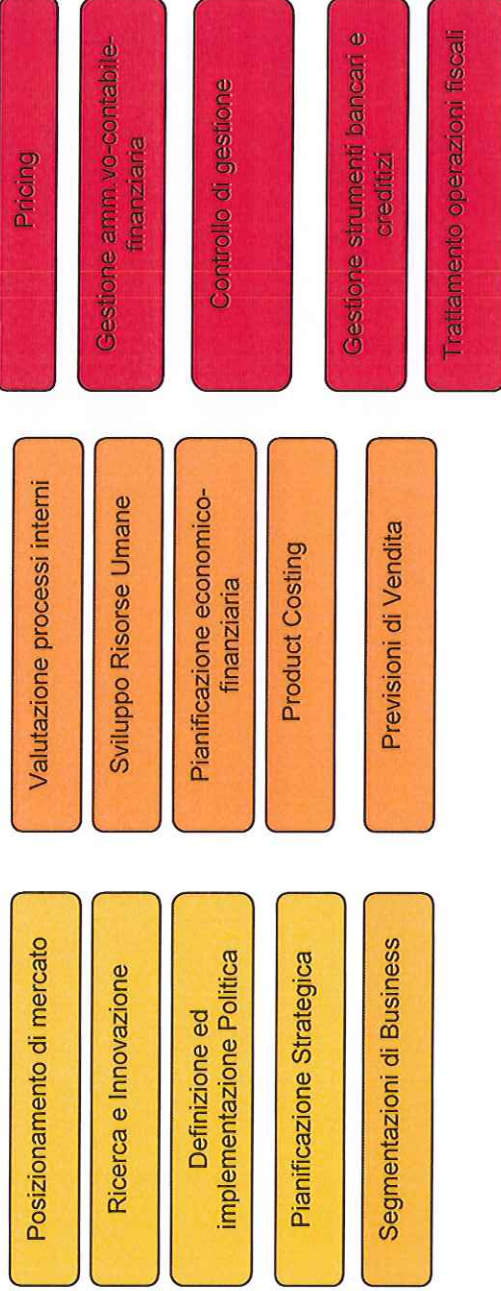 Posizionamento di mercato
Ricerca e Innovazione
Definizione ed
implementazione Politica
Pianificazione Strategica
Segmentazioni di Business
Valutazione processi interni
Sviluppo Risorse Umane
Pianificazione economico-
finanziaria
Product Costing
Previsioni di Vendita
Pricing
Gestione amm.vo-contabile-
finanziaria
Controllo di gestione
Gestione strumenti bancari e
creditizi
Trattamento operazioni fiscali